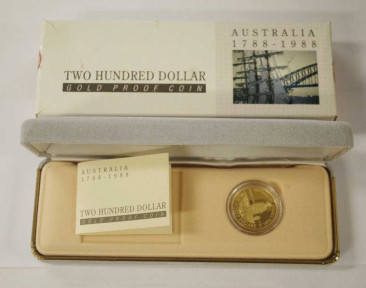 AUSTRALIA
1788-1988
TWO HUNDRED DOLLAR
GOLD PROOF COIN
AUSTRALIA
1788-1988
TWO HUNDRED DOLLAR
GOLD PROOF COIN